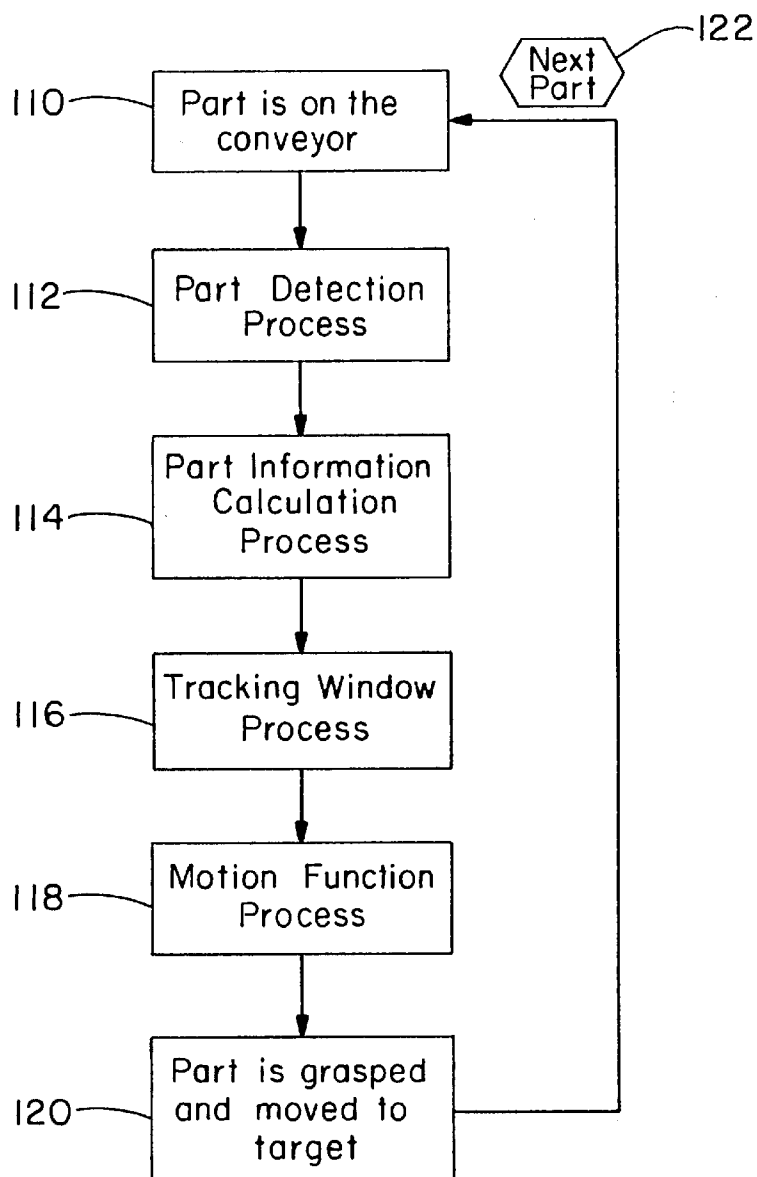 122
Next
Part
110
Part is on the
conveyor
112
Part Detection
Process
114
Part Information
Calculation
Process
116
Tracking Window
Process
118
Motion Function
Process
120
Part is grasped
and moved to
target